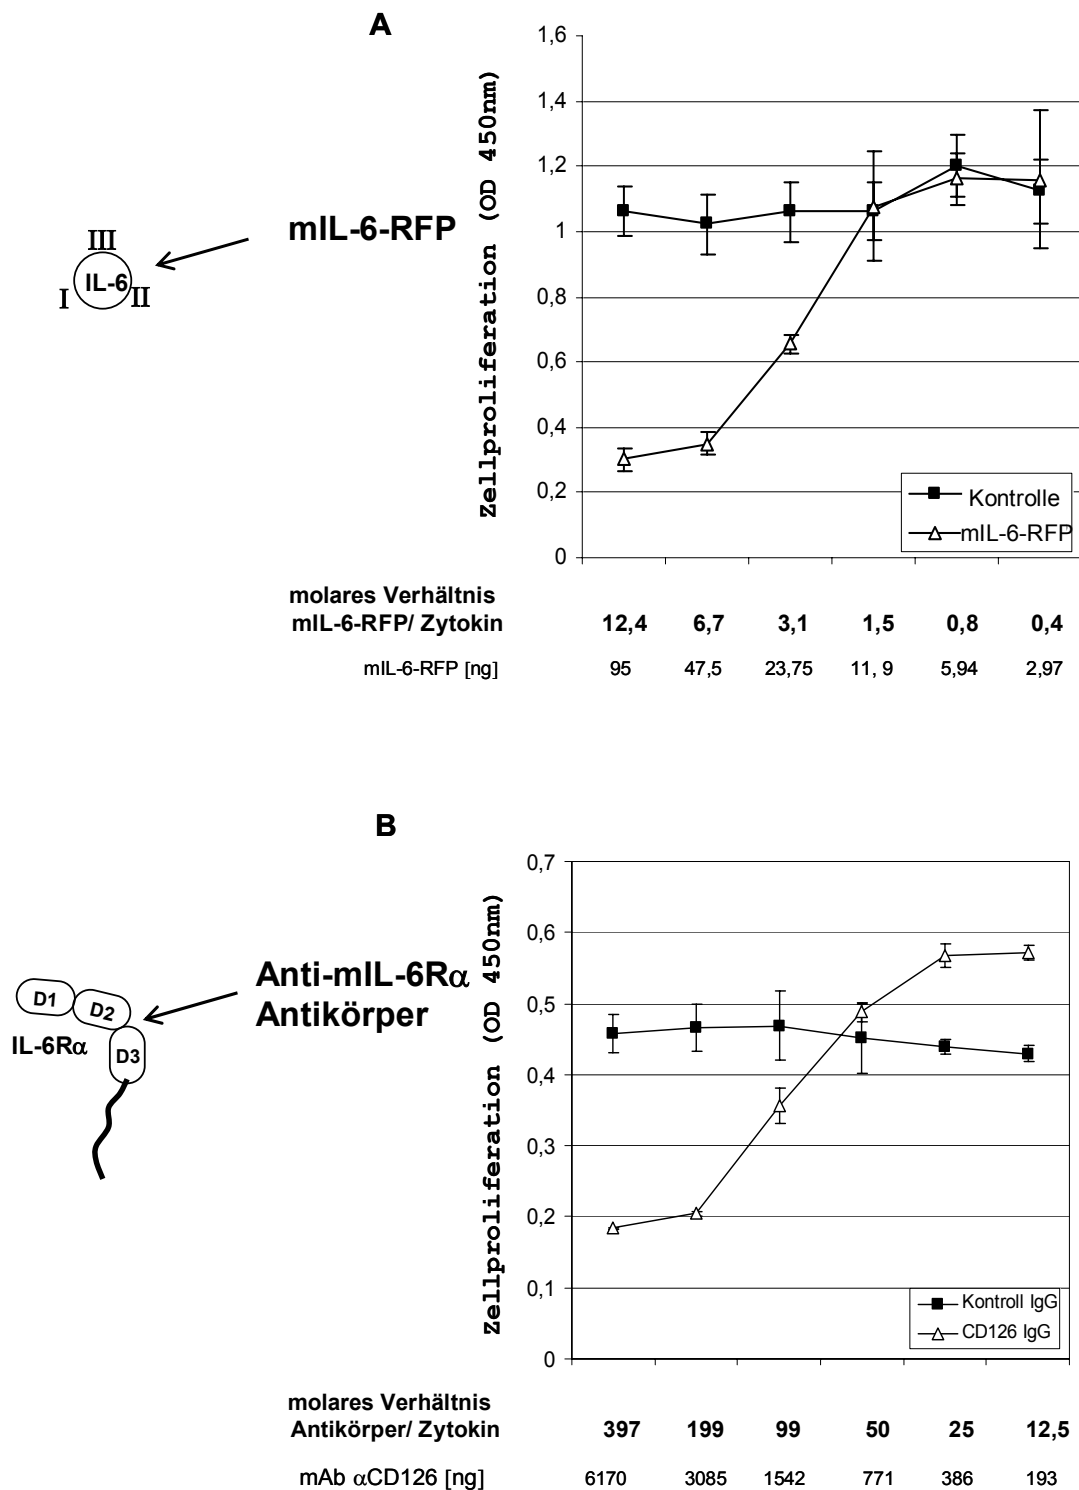 A
1,6
1,4
1,2
1
0,8
0,6
0,4
0,2
0
Zellproliferation (OD 450nm)
mIL-6-RFP
III
IL-6
I
II
Kontrolle
mIL-6-RFP
molares Verhältnis
mIL-6-RFP/ Zytokin 12,4 6,7 3,1 1,5 0,8 0,4
mIL-6-RFP [ng] 95 47,5 23,75 11, 9 5,94 2,97
B
0,7
0,6
0,5
0,4
0,3
0,2
0,1
0
Zellproliferation (OD 450nm)
Anti-mIL-6Rα
Antikörper
D1
D2
IL-6Rα
D3
Kontroll IgG
CD126 IgG
molares Verhältnis
Antikörper/ Zytokin 397 199 99 50 25 12,5
mAb αCD126 [ng] 6170 3085 1542 771 386 193